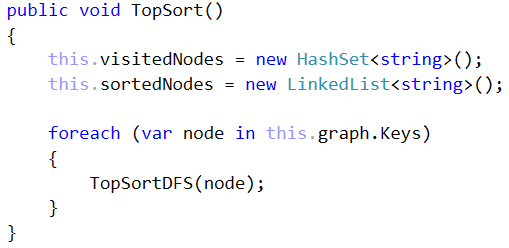 public void TopSort()
{
    this.visitedNodes = new HashSet<string>();
    this.sortedNodes = new LinkedList<string>();

    foreach (var node in this.graph.Keys)
    {
        TopSortDFS(node);
    }
}